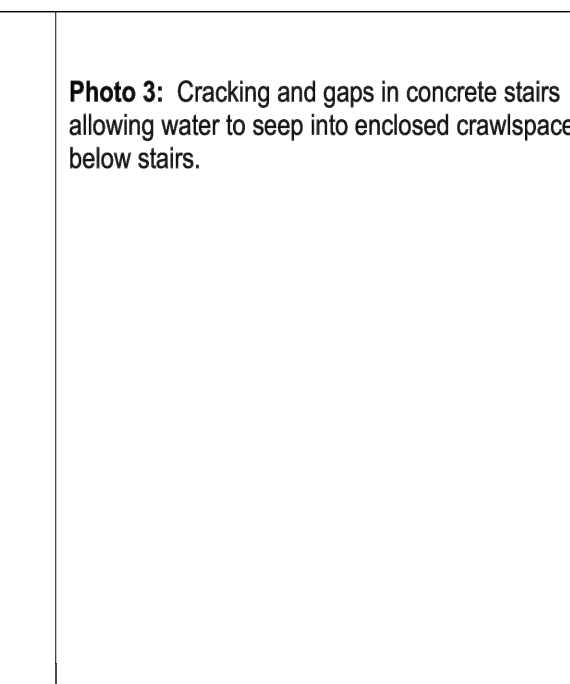 Photo 3: Cracking and gaps in concrete stairs
allowing water to seep into enclosed crawlspace
below stairs.